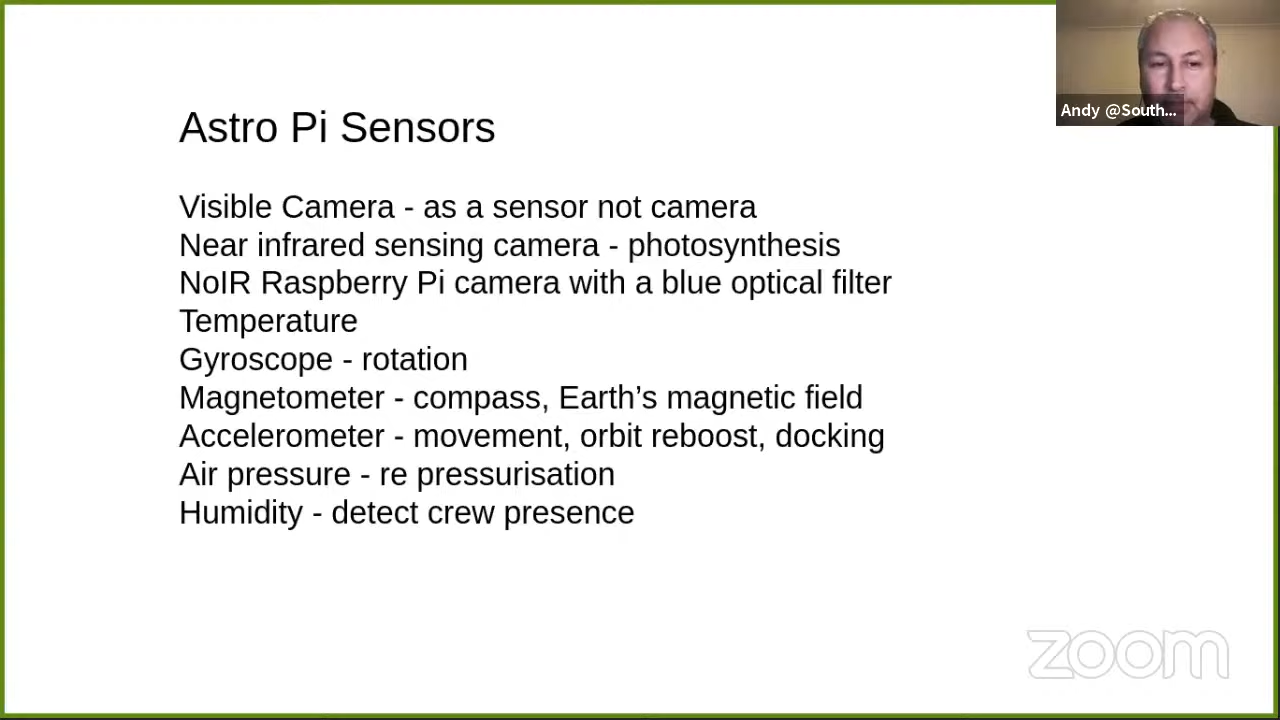 Astro Pi Sensors
Visible Camera - as a sensor not camera
Near infrared sensing camera - photosynthesis
NoIR Raspberry Pi camera with a blue optical filter
Temperature
Gyroscope - rotation
Magnetometer - compass, Earth’s magnetic field
Accelerometer - movement, orbit reboost, docking
Air pressure - re pressurisation
Humidity - detect crew presence
Andy @South...
zoom